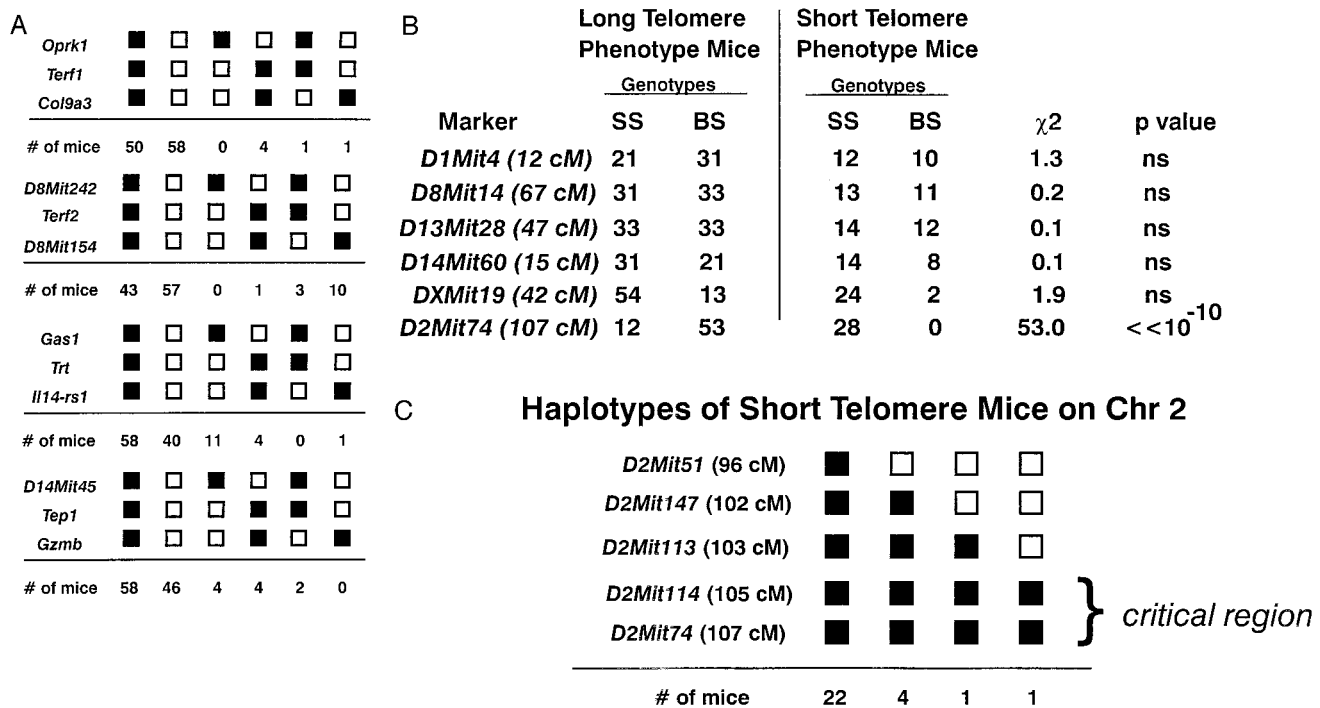 A
Oprk1
Terf1
Col9a3
# of mice 50 58 0 4 1 1
D8Mit242
Terf2
D8Mit154
# of mice 43 57 0 1 3 10
Gas1
Trt
Il14-rs1
# of mice 58 40 11 4 0 1
D14Mit45
Tep1
Gzmb
# of mice 58 46 4 4 2 0
B
Long Telomere Short Telomere
Phenotype Mice Phenotype Mice
Genotypes Genotypes
Marker SS BS SS BS χ2 p value
D1Mit4 (12 cM) 21 31 12 10 1.3 ns
D8Mit14 (67 cM) 31 33 13 11 0.2 ns
D13Mit28 (47 cM) 33 33 14 12 0.1 ns
D14Mit60 (15 cM) 31 21 14 8 0.1 ns
DXMit19 (42 cM) 54 13 24 2 1.9 ns
D2Mit74 (107 cM) 12 53 28 0 53.0 <<10^-10
C
Haplotypes of Short Telomere Mice on Chr 2
D2Mit51 (96 cM)
D2Mit147 (102 cM)
D2Mit113 (103 cM)
D2Mit114 (105 cM)
D2Mit74 (107 cM)
critical region
# of mice 22 4 1 1